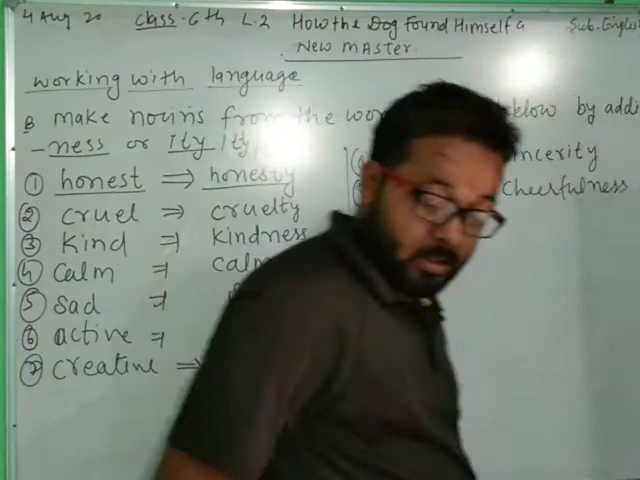 4 Aug 20 Class. 6th L.2 How the Dog Found Himself a Sub. English
New Master.
working with language
B make nouns from the below by addi
-ness or Ity Ity
① honest ⇒ honesty
② cruel ⇒ cruelty
③ kind ⇒ kindness
④ calm ⇒
⑤ sad ⇒
⑥ active ⇒
⑦ creative ⇒
cheerfulness